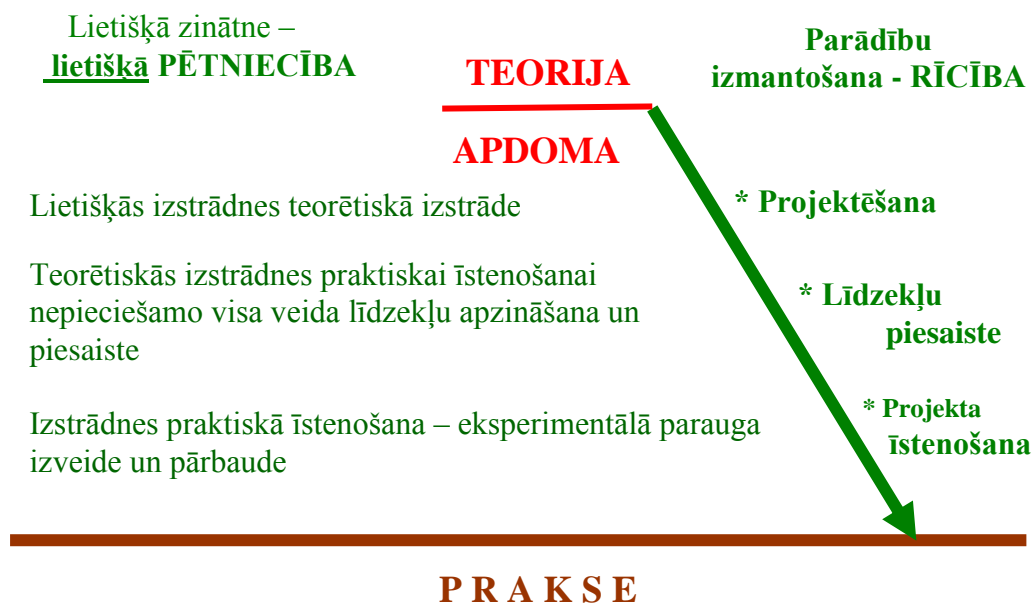 Lietišķā zinātne –
lietišķā PĒTNIECĪBA
TEORIJA
APDOMA
Parādību
izmantošana - RĪCĪBA
Lietišķās izstrādnes teorētiskā izstrāde
* Projektēšana
Teorētiskās izstrādnes praktiskai īstenošanai
nepieciešamo visa veida līdzekļu apzināšana un
piesaiste
* Līdzekļu
piesaiste
Izstrādnes praktiskā īstenošana – eksperimentālā parauga
izveide un pārbaude
* Projekta
īstenošana
P R A K S E